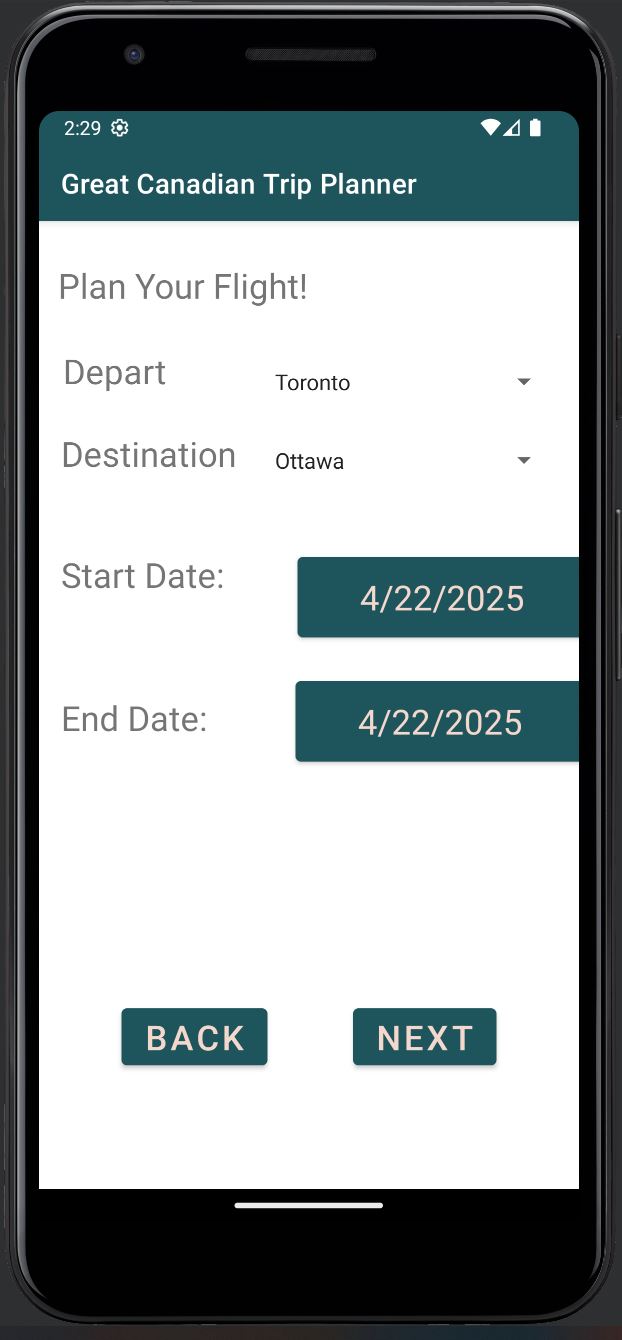 2:29
Great Canadian Trip Planner
Plan Your Flight!
Depart Toronto
Destination Ottawa
Start Date: 4/22/2025
End Date: 4/22/2025
BACK NEXT